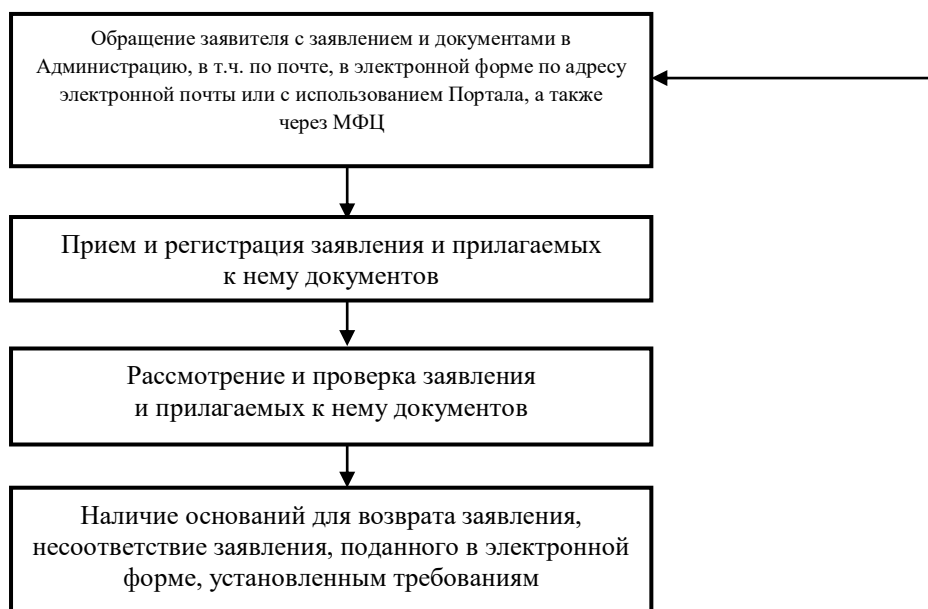 Обращение заявителя с заявлением и документами в
Администрацию, в т.ч. по почте, в электронной форме по адресу
электронной почты или с использованием Портала, а также
через МФЦ
Прием и регистрация заявления и прилагаемых
к нему документов
Рассмотрение и проверка заявления
и прилагаемых к нему документов
Наличие оснований для возврата заявления,
несоответствие заявления, поданного в электронной
форме, установленным требованиям